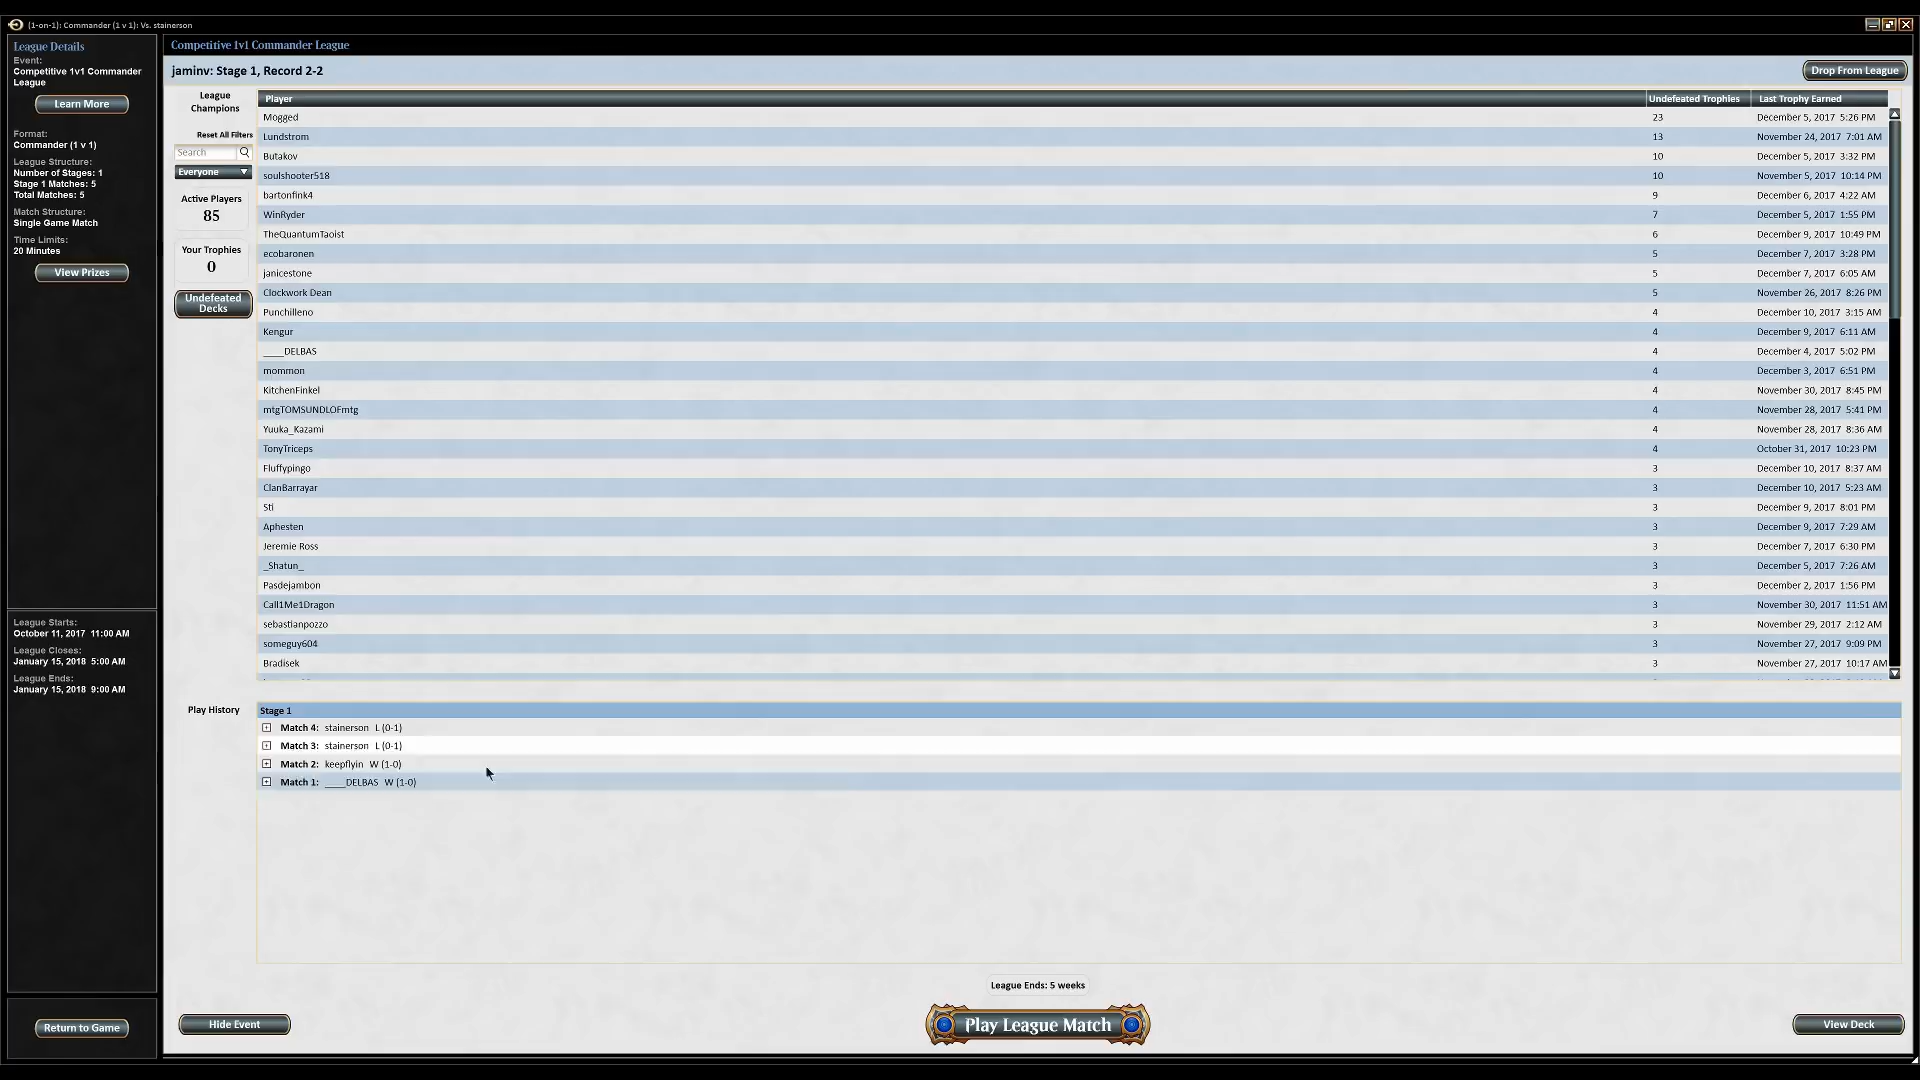 (1-on-1): Commander (1 v 1): Vs. stainerson
League Details
Event:
Competitive 1v1 Commander
League
Learn More
Format:
Commander (1 v 1)
League Structure:
Number of Stages: 1
Stage 1 Matches: 5
Total Matches: 5
Match Structure:
Single Game Match
Time Limits:
20 Minutes
View Prizes
League Starts:
October 11, 2017 11:00 AM
League Closes:
January 15, 2018 5:00 AM
League Ends:
January 15, 2018 9:00 AM
Return to Game
Competitive 1v1 Commander League
jaminv: Stage 1, Record 2-2
Drop From League
League
Champions
Reset All Filters
Search
Everyone
Active Players
85
Your Trophies
0
Undefeated
Decks
Player Undefeated Trophies Last Trophy Earned
Mogged 23 December 5, 2017 5:26 PM
Lundstrom 13 November 24, 2017 7:01 AM
Butakov 10 December 5, 2017 3:32 PM
soulshooter518 10 November 5, 2017 10:14 PM
bartonfink4 9 December 6, 2017 4:22 AM
WinRyder 7 December 5, 2017 1:55 PM
TheQuantumTaoist 6 December 9, 2017 10:49 PM
ecobaronen 5 December 7, 2017 3:28 PM
janicestone 5 December 7, 2017 6:05 AM
Clockwork Dean 5 November 26, 2017 8:26 PM
Punchilleno 4 December 10, 2017 3:15 AM
Kengur 4 December 9, 2017 6:11 AM
____DELBAS 4 December 4, 2017 5:02 PM
mommon 4 December 3, 2017 6:51 PM
KitchenFinkel 4 November 30, 2017 8:45 PM
mtgTOMSUNDLOFmtg 4 November 28, 2017 5:41 PM
Yuuka_Kazami 4 November 28, 2017 8:36 AM
TonyTriceps 4 October 31, 2017 10:23 PM
Fluffypingo 3 December 10, 2017 8:37 AM
ClanBarrayar 3 December 10, 2017 5:23 AM
Sti 3 December 9, 2017 8:01 PM
Aphesten 3 December 9, 2017 7:29 AM
Jeremie Ross 3 December 7, 2017 6:30 PM
_Shatun_ 3 December 5, 2017 7:26 AM
Pasdejambon 3 December 2, 2017 1:56 PM
Call1Me1Dragon 3 November 30, 2017 11:51 AM
sebastianpozzo 3 November 29, 2017 2:12 AM
someguy604 3 November 27, 2017 9:09 PM
Bradisek 3 November 27, 2017 10:17 AM
Play History
Stage 1
Match 4: stainerson L (0-1)
Match 3: stainerson L (0-1)
Match 2: keepflyin W (1-0)
Match 1: ____DELBAS W (1-0)
League Ends: 5 weeks
Hide Event
Play League Match
View Deck